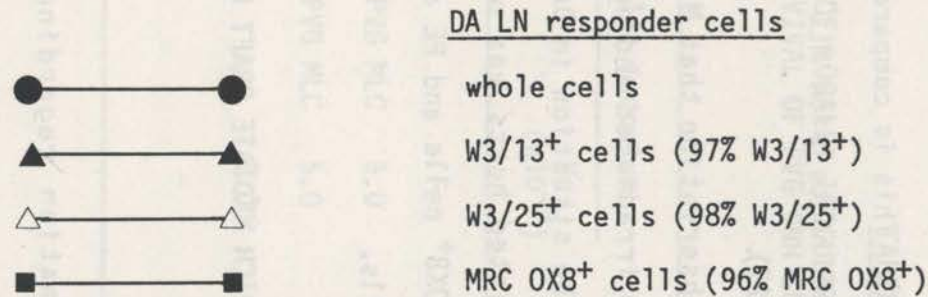 DA LN responder cells
whole cells
W3/13⁺ cells (97% W3/13⁺)
W3/25⁺ cells (98% W3/25⁺)
MRC OX8⁺ cells (96% MRC OX8⁺)